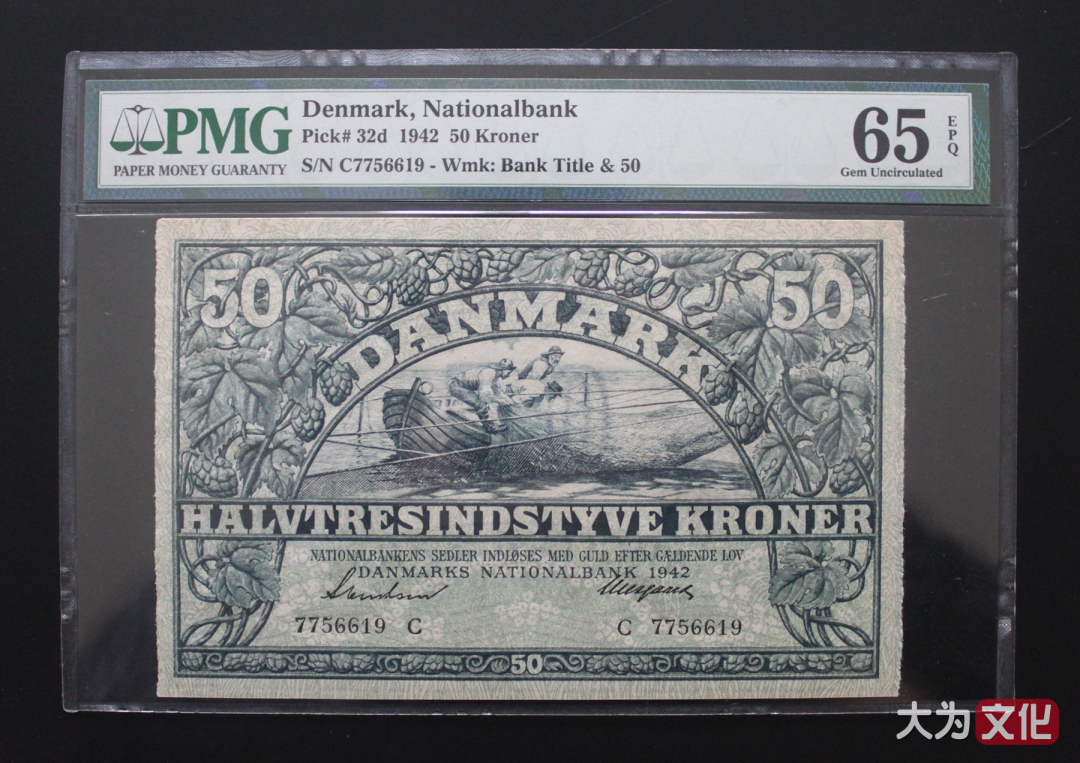 PMG
PAPER MONEY GUARANTY
Denmark, Nationalbank
Pick# 32d 1942 50 Kroner
S/N C7756619 - Wmk: Bank Title & 50
65
EPQ
Gem Uncirculated
50
50
DANMARK
HALVTRESINDSTYVE KRONER
NATIONALBANKENS SEDLER INDLØSES MED GULD EFTER GÆLDENDE LOV
DANMARKS NATIONALBANK 1942
7756619 C
C 7756619
50
大为文化